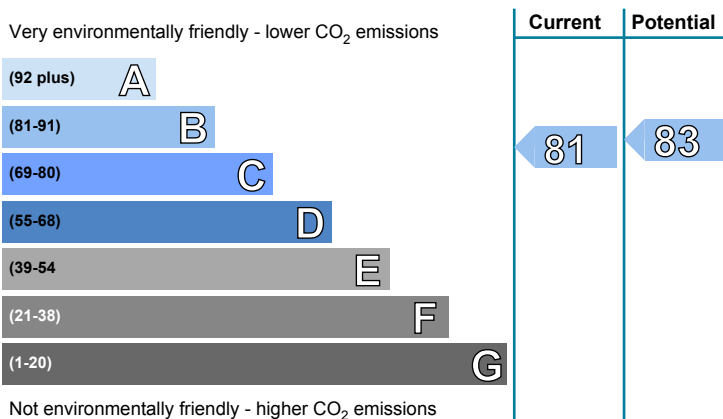 Very environmentally friendly - lower CO2 emissions
Current
Potential
(92 plus) A
(81-91) B
81
83
(69-80) C
(55-68) D
(39-54 E
(21-38) F
(1-20) G
Not environmentally friendly - higher CO2 emissions